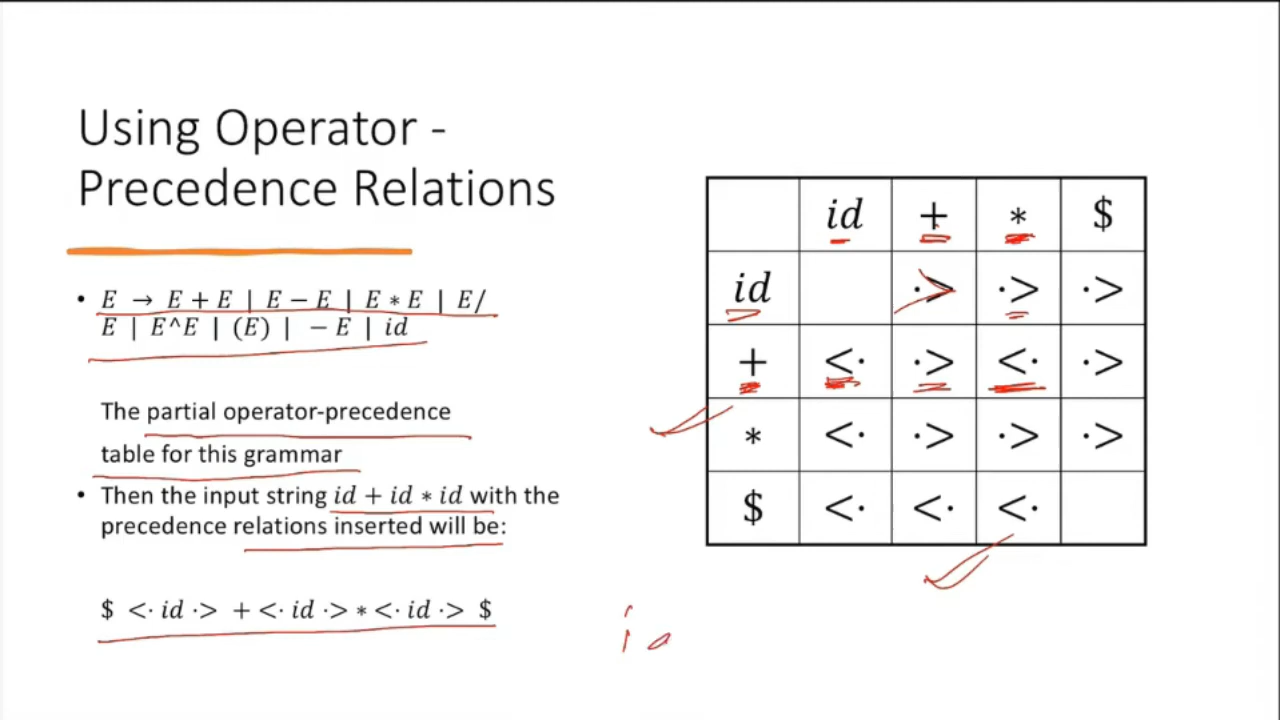 Using Operator -
Precedence Relations
• E → E + E | E − E | E ∗ E | E/
E | E^E | (E) | − E | id
The partial operator-precedence
table for this grammar
• Then the input string id + id ∗ id with the
precedence relations inserted will be:
$ <· id ·> + <· id ·> ∗ <· id ·> $
id + ∗ $
id ·> ·> ·>
+ <· ·> <· ·>
∗ <· ·> ·> ·>
$ <· <· <·